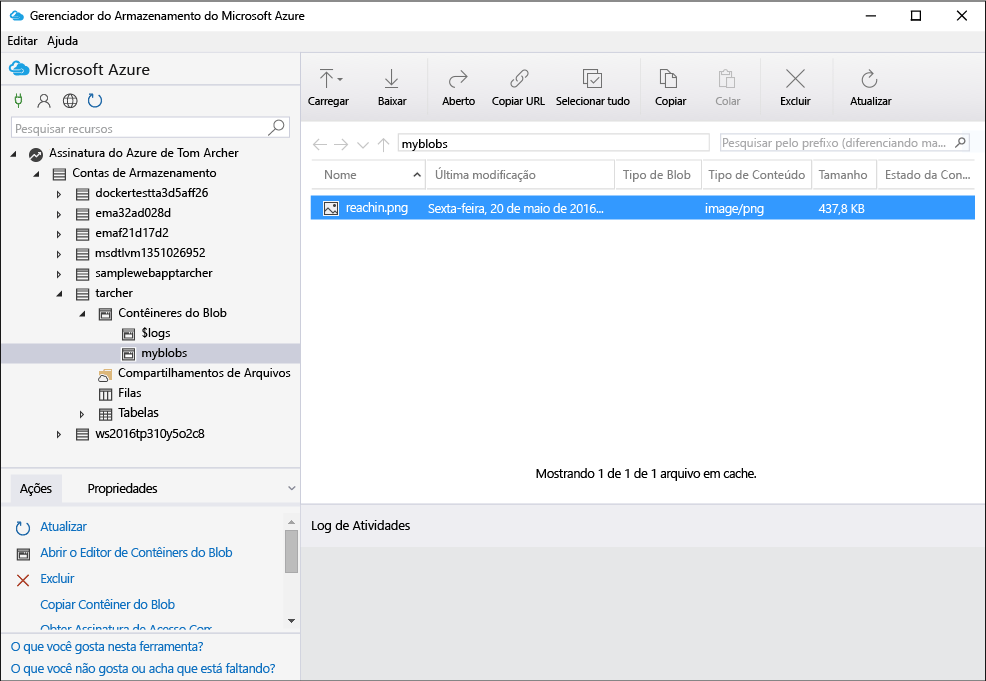 Gerenciador do Armazenamento do Microsoft Azure
Editar Ajuda
Microsoft Azure
Pesquisar recursos
Assinatura do Azure de Tom Archer
Contas de Armazenamento
dockertestta3d5aff26
ema32ad028d
emaf21d17d2
msdtlvm1351026952
samplewebapptarcher
tarcher
Contêineres do Blob
$logs
myblobs
Compartilhamentos de Arquivos
Filas
Tabelas
ws2016tp310y5o2c8
Ações Propriedades
Atualizar
Abrir o Editor de Contêiners do Blob
Excluir
Copiar Contêiner do Blob
Obter Assinatura de Acesso Com
O que você gosta nesta ferramenta?
O que você não gosta ou acha que está faltando?
Carregar Baixar Aberto Copiar URL Selecionar tudo Copiar Colar Excluir Atualizar
myblobs Pesquisar pelo prefixo (diferenciando ma...
Nome Última modificação Tipo de Blob Tipo de Conteúdo Tamanho Estado da Con...
reachin.png Sexta-feira, 20 de maio de 2016... image/png 437,8 KB
Mostrando 1 de 1 de 1 arquivo em cache.
Log de Atividades